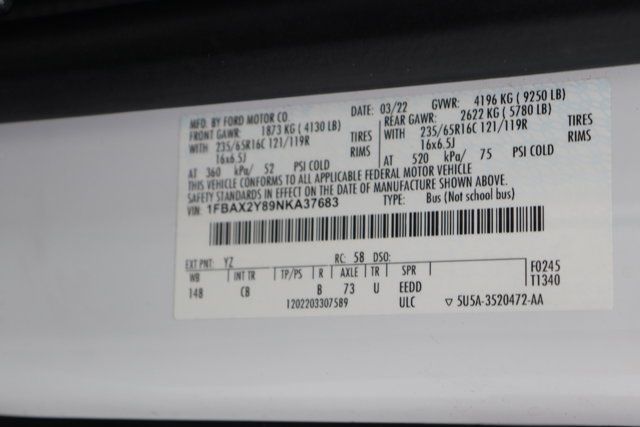 MFD. BY FORD MOTOR CO. DATE: 03/22 GVWR: 4196 KG ( 9250 LB)
FRONT GAWR: 1873 KG ( 4130 LB) REAR GAWR: 2622 KG ( 5780 LB)
WITH 235/65R16C 121/119R TIRES WITH 235/65R16C 121/119R TIRES
16x6.5J RIMS 16x6.5J RIMS
AT 360 kPa/ 52 PSI COLD AT 520 kPa/ 75 PSI COLD
THIS VEHICLE CONFORMS TO ALL APPLICABLE FEDERAL MOTOR VEHICLE
SAFETY STANDARDS IN EFFECT ON THE DATE OF MANUFACTURE SHOWN ABOVE.
VIN: 1FBAX2Y89NKA37683 TYPE: Bus (Not school bus)
EXT PNT: YZ RC: 58 DSO:
WB INT TR TP/PS R AXLE TR SPR F0245
148 CB B 73 U EEDD T1340
1202203307589 ULC ▽ 5U5A-3520472-AA